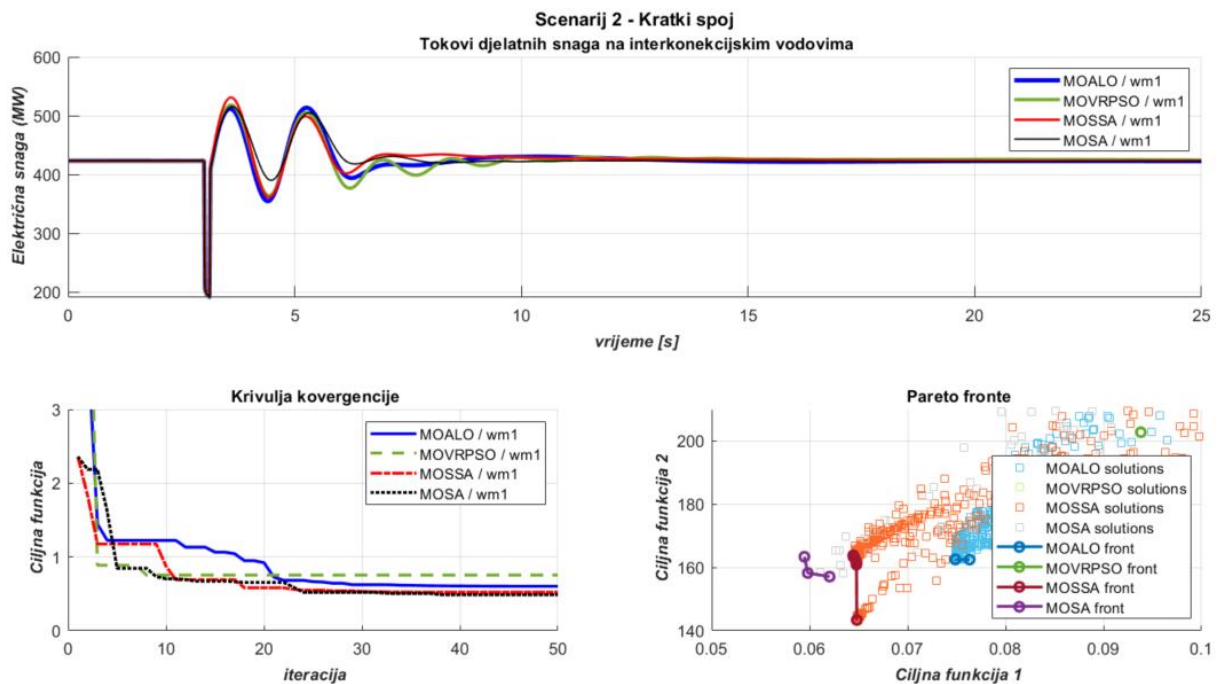 Scenarij 2 - Kratki spoj
Tokovi djelatnih snaga na interkonekcijskim vodovima
Električna snaga (MW)
600
500
400
300
200
0
5
10
15
20
25
vrijeme [s]
MOALO / wm1
MOVRPSO / wm1
MOSSA / wm1
MOSA / wm1
Krivulja kovergencije
Ciljna funkcija
3
2
1
0
0
10
20
30
40
50
iteracija
MOALO / wm1
MOVRPSO / wm1
MOSSA / wm1
MOSA / wm1
Pareto fronte
Ciljna funkcija 2
200
180
160
140
0.05
0.06
0.07
0.08
0.09
0.1
Ciljna funkcija 1
MOALO solutions
MOVRPSO solutions
MOSSA solutions
MOSA solutions
MOALO front
MOVRPSO front
MOSSA front
MOSA front